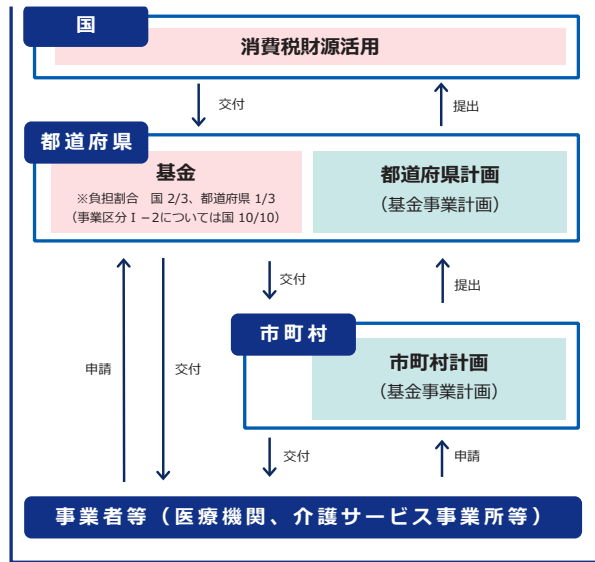 国
消費税財源活用
交付
提出
都道府県
基金
※負担割合 国 2/3、都道府県 1/3
（事業区分Ⅰ－2については国 10/10）
都道府県計画
（基金事業計画）
交付
提出
市町村
市町村計画
（基金事業計画）
申請
交付
交付
申請
事業者等（医療機関、介護サービス事業所等）